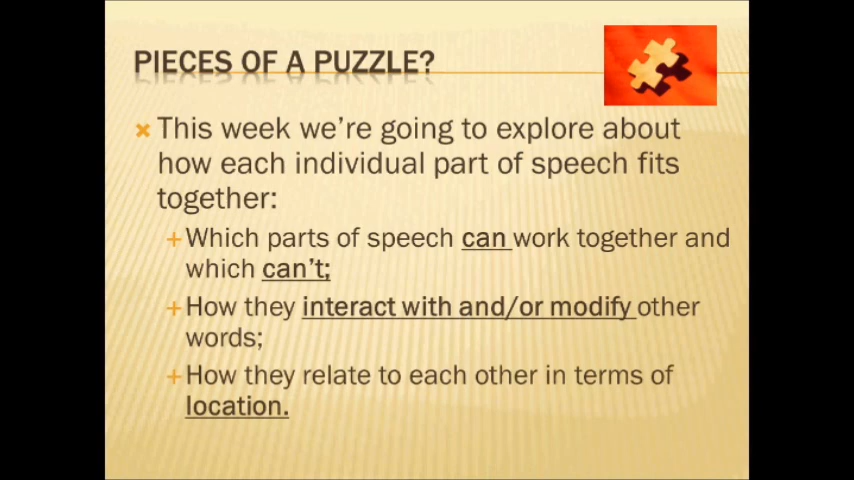 PIECES OF A PUZZLE?
This week we're going to explore about
how each individual part of speech fits
together:
Which parts of speech can work together and
which can't;
How they interact with and/or modify other
words;
How they relate to each other in terms of
location.